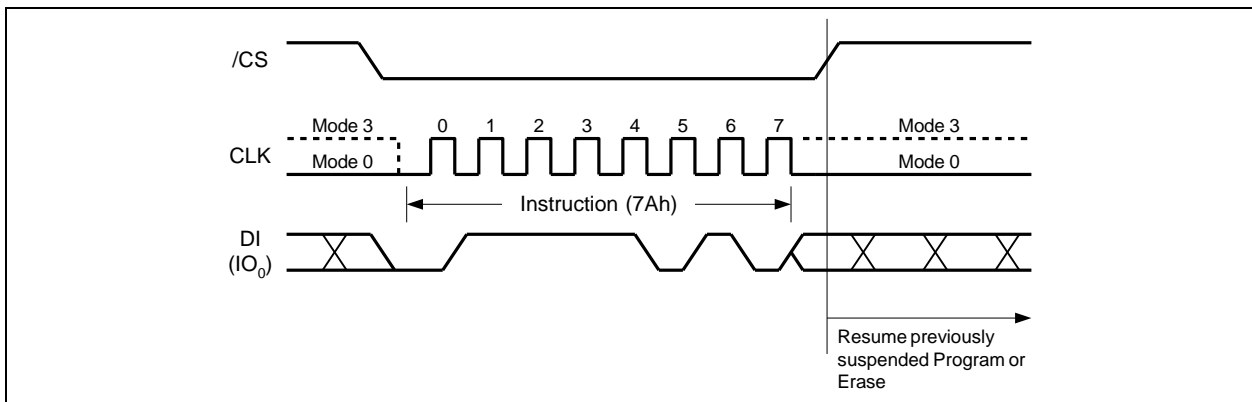 /CS
Mode 3 0 1 2 3 4 5 6 7 Mode 3
CLK
Mode 0 Mode 0
Instruction (7Ah)
DI
(IO0)
Resume previously
suspended Program or
Erase